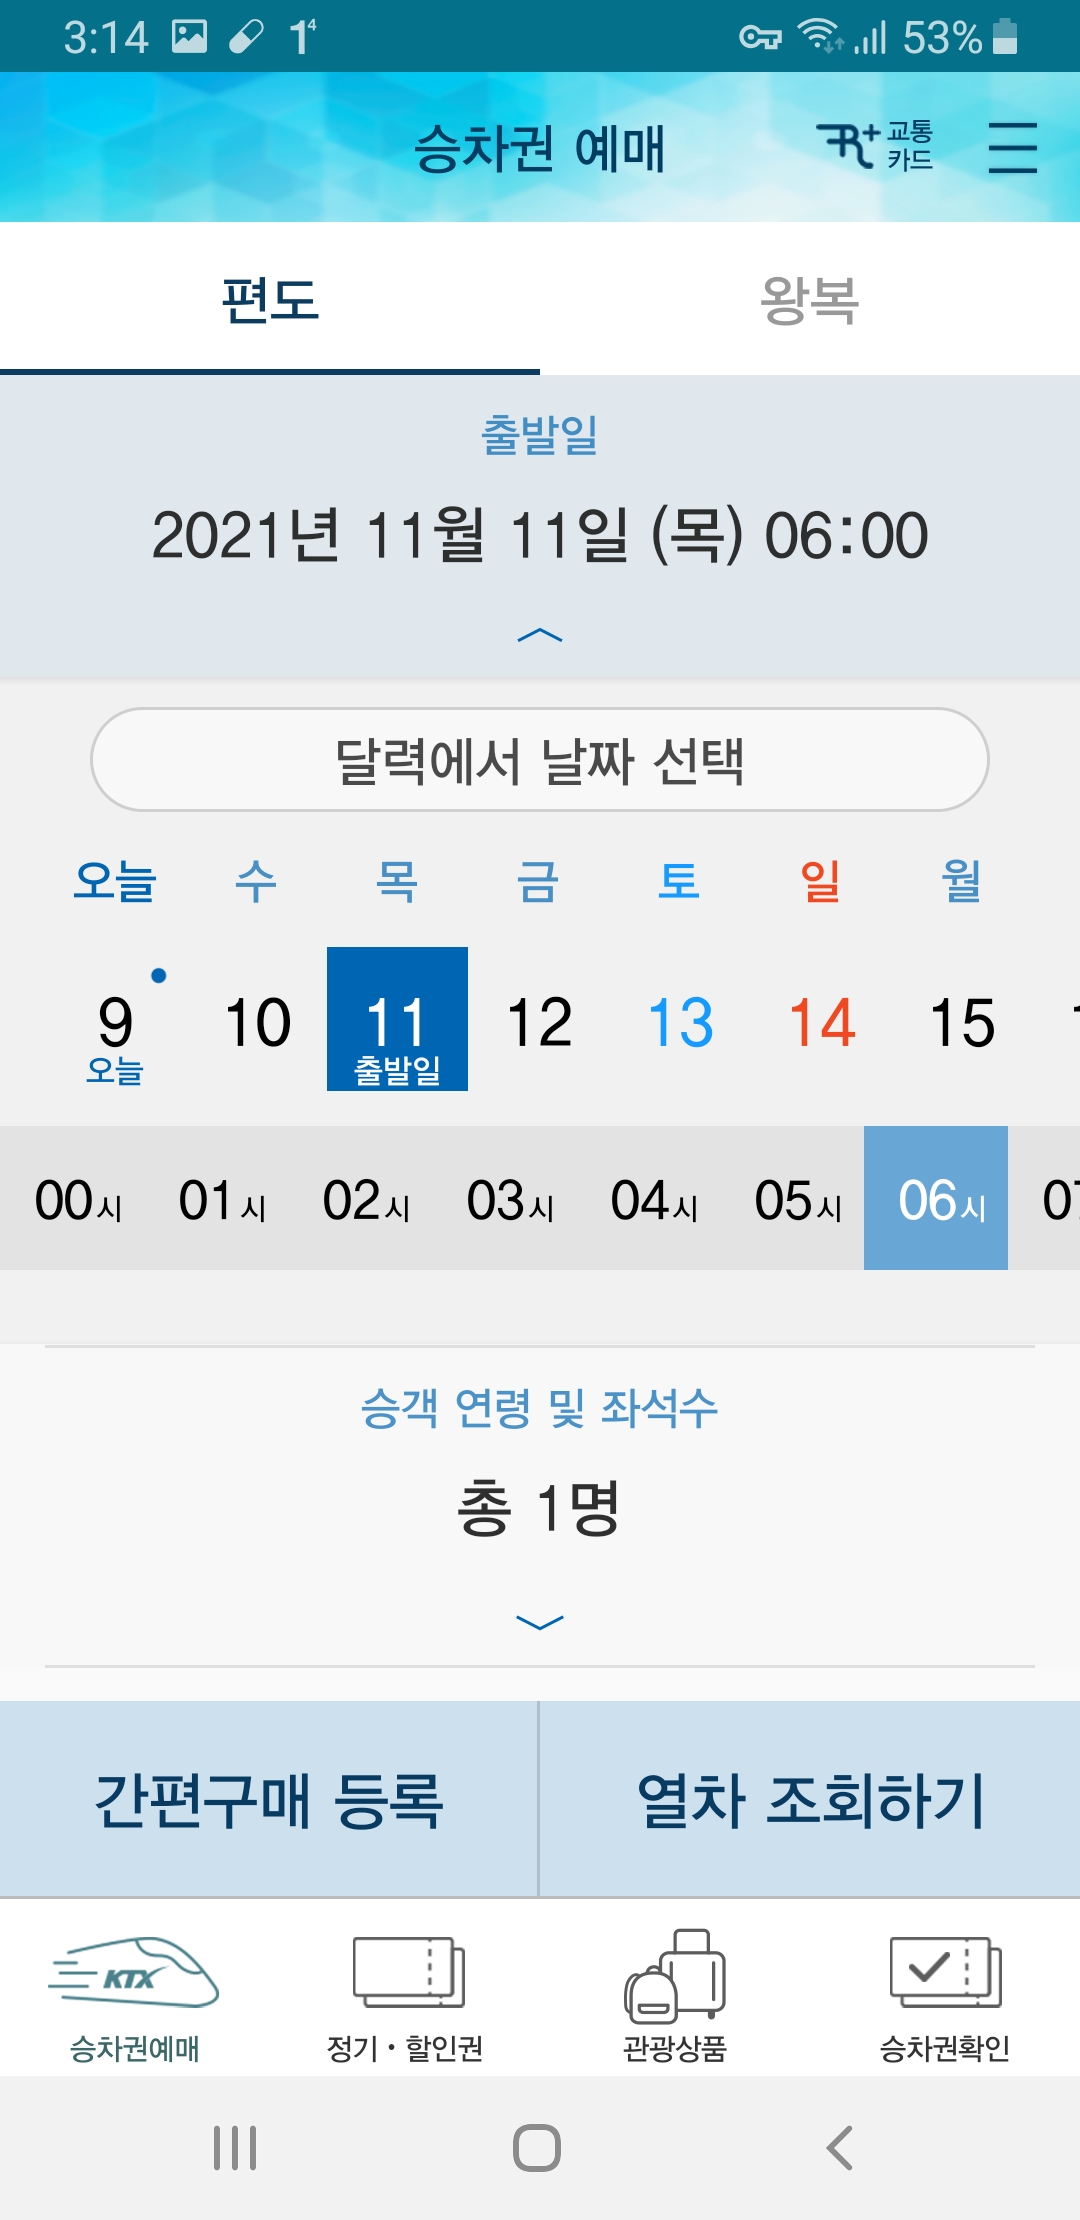 3:14 1⁴ 53%
승차권 예매
R+ 교통
카드
편도 왕복
출발일
2021년 11월 11일 (목) 06:00
달력에서 날짜 선택
오늘 수 목 금 토 일 월
9 10 11 12 13 14 15
오늘 출발일
00시 01시 02시 03시 04시 05시 06시 07
승객 연령 및 좌석수
총 1명
간편구매 등록 열차 조회하기
KTX
승차권예매 정기·할인권 관광상품 승차권확인